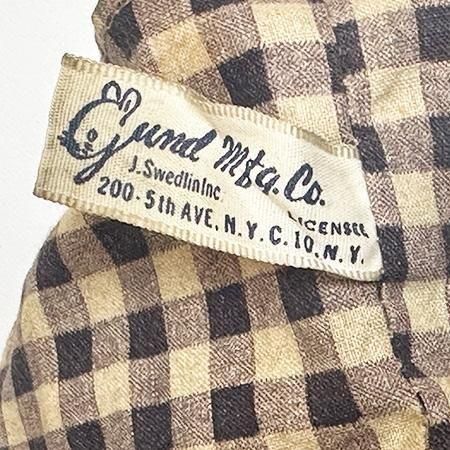 Gund Mfg. Co.
J. Swedlin Inc. LICENSEE
200-5th AVE. N.Y.C. 10, N.Y.